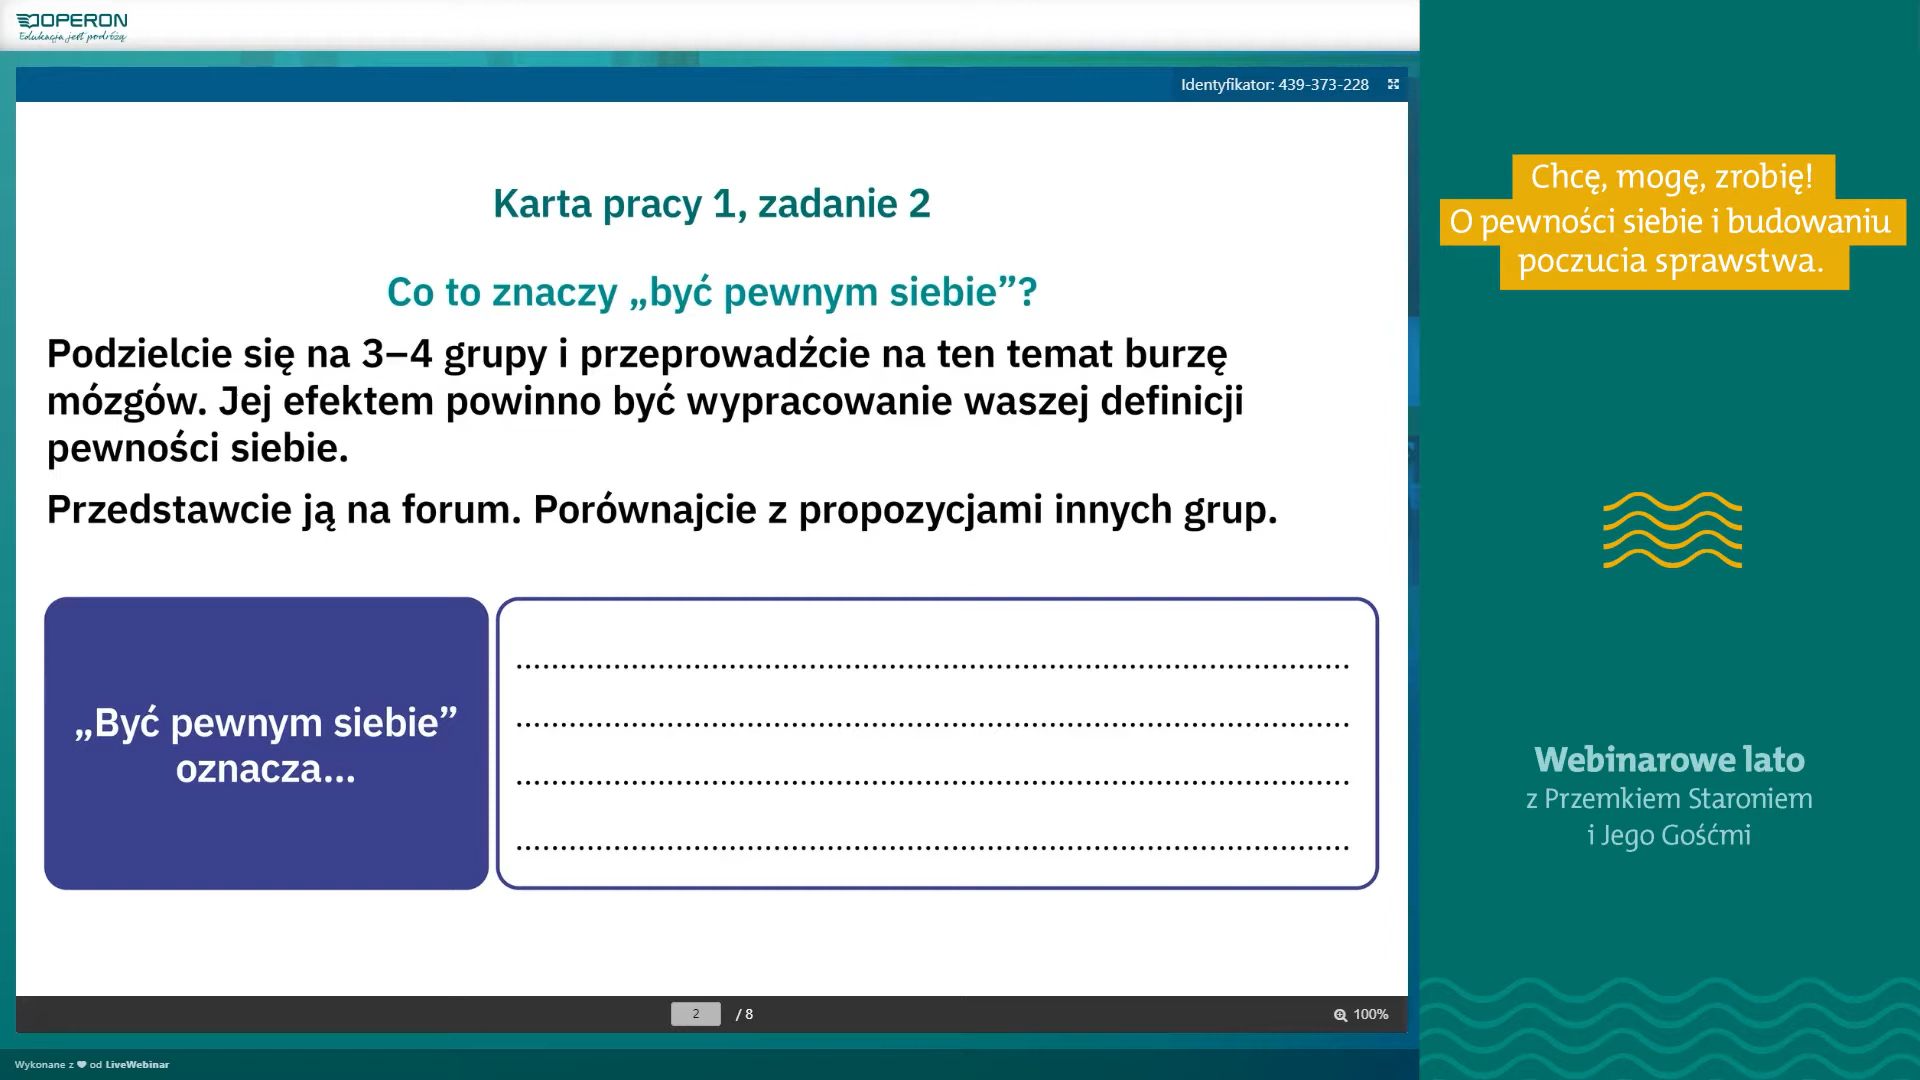 OPERON
Edukacja jest podróżą
Identyfikator: 439-373-228
Karta pracy 1, zadanie 2
Co to znaczy „być pewnym siebie”?
Podzielcie się na 3–4 grupy i przeprowadźcie na ten temat burzę
mózgów. Jej efektem powinno być wypracowanie waszej definicji
pewności siebie.
Przedstawcie ją na forum. Porównajcie z propozycjami innych grup.
„Być pewnym siebie”
oznacza...
2 / 8
100%
Wykonane z ❤ od LiveWebinar
Chcę, mogę, zrobię!
O pewności siebie i budowaniu
poczucia sprawstwa.
Webinarowe lato
z Przemkiem Staroniem
i Jego Gośćmi